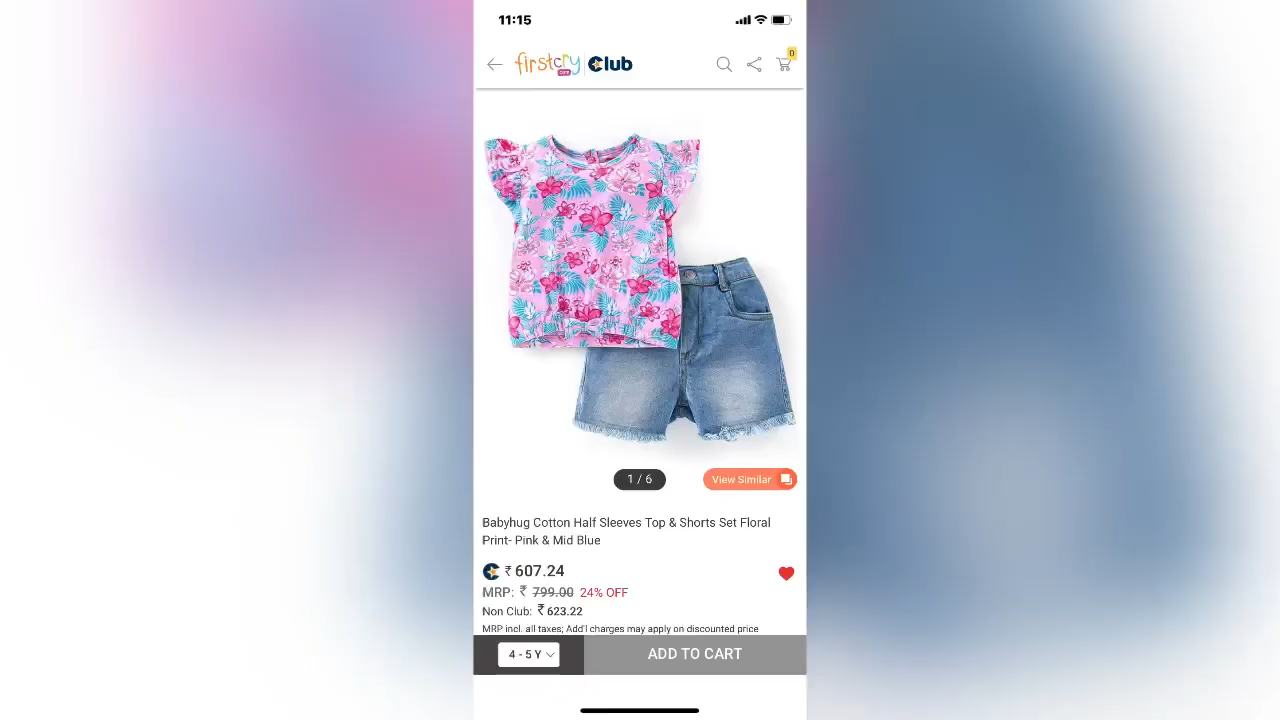 11:15
firstcry OFF Club
0
1 / 6
View Similar
Babyhug Cotton Half Sleeves Top & Shorts Set Floral
Print- Pink & Mid Blue
₹ 607.24
MRP: ₹ 799.00 24% OFF
Non Club: ₹ 623.22
MRP incl. all taxes; Add'l charges may apply on discounted price
4 - 5 Y ADD TO CART